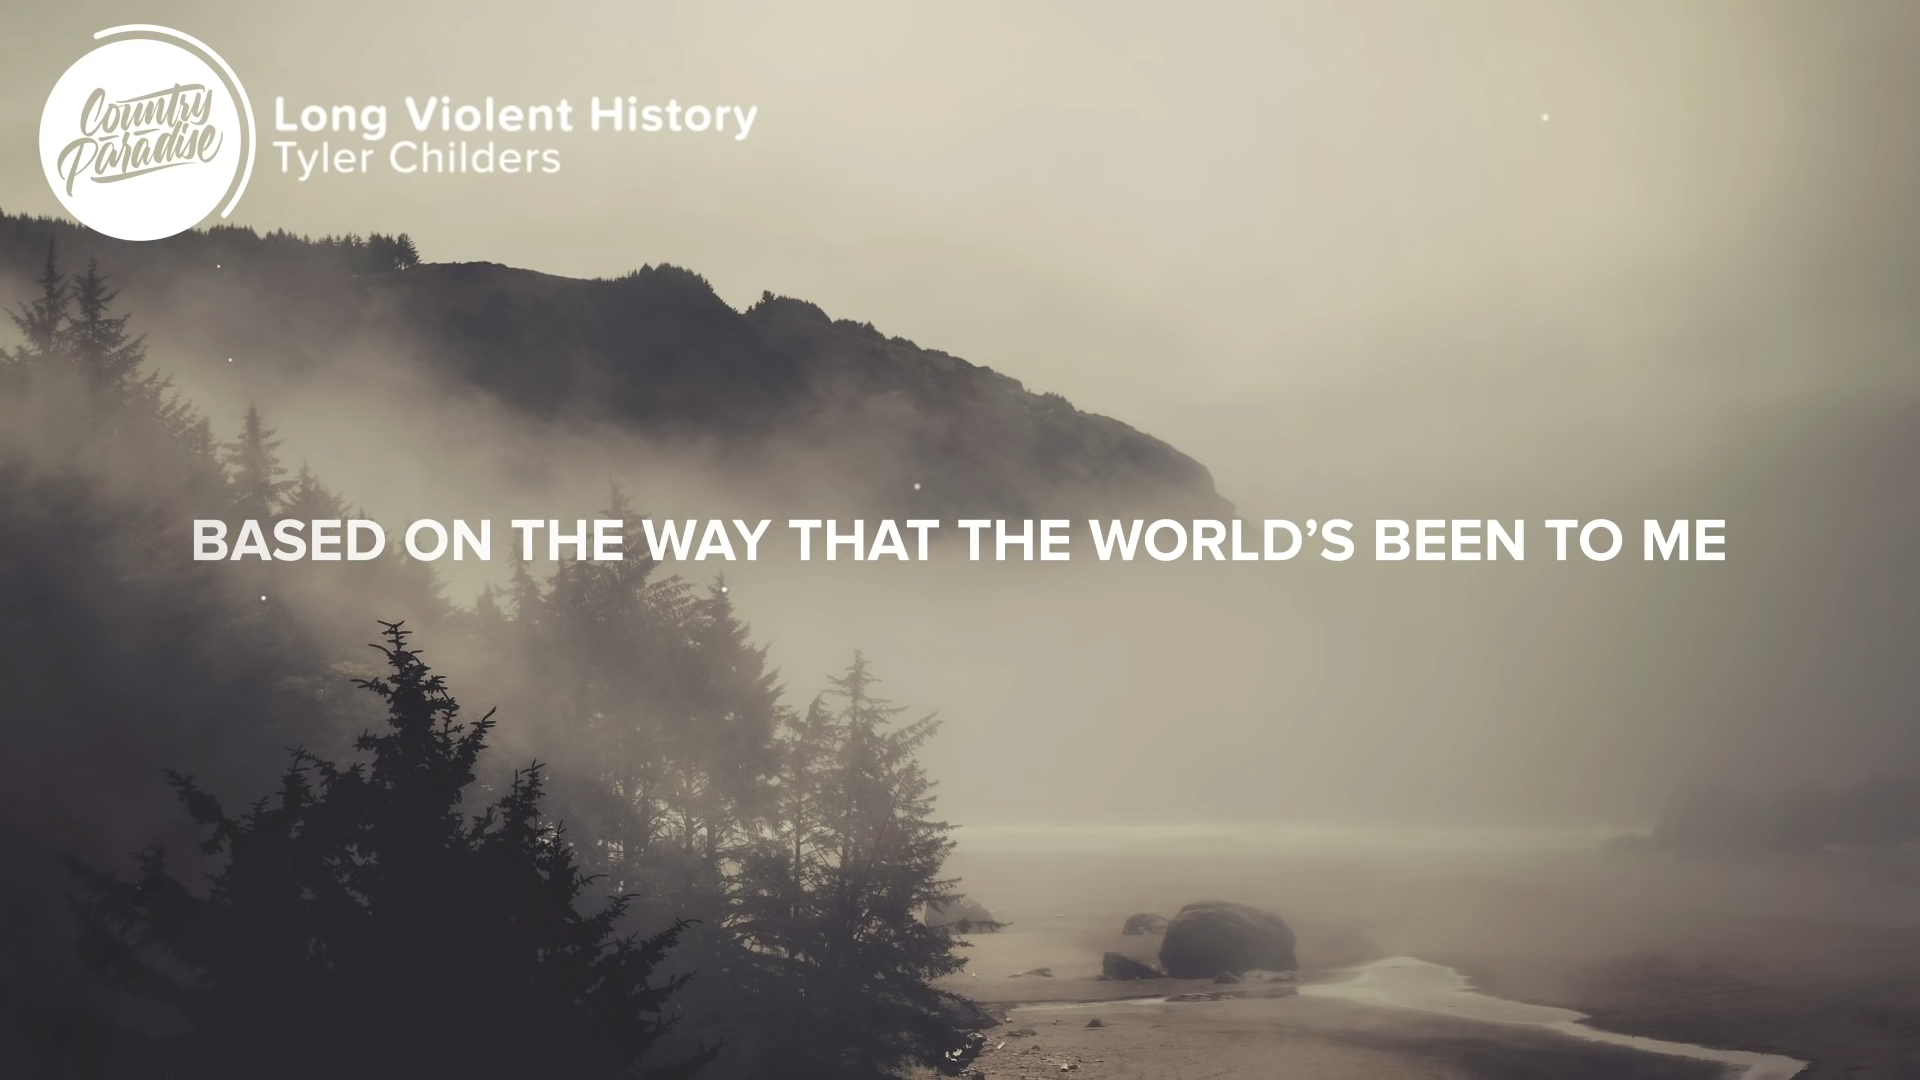 Country
Paradise
Long Violent History
Tyler Childers
BASED ON THE WAY THAT THE WORLD’S BEEN TO ME